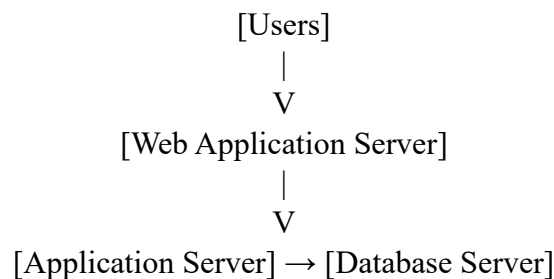 [Users]
|
V
[Web Application Server]
|
V
[Application Server] → [Database Server]